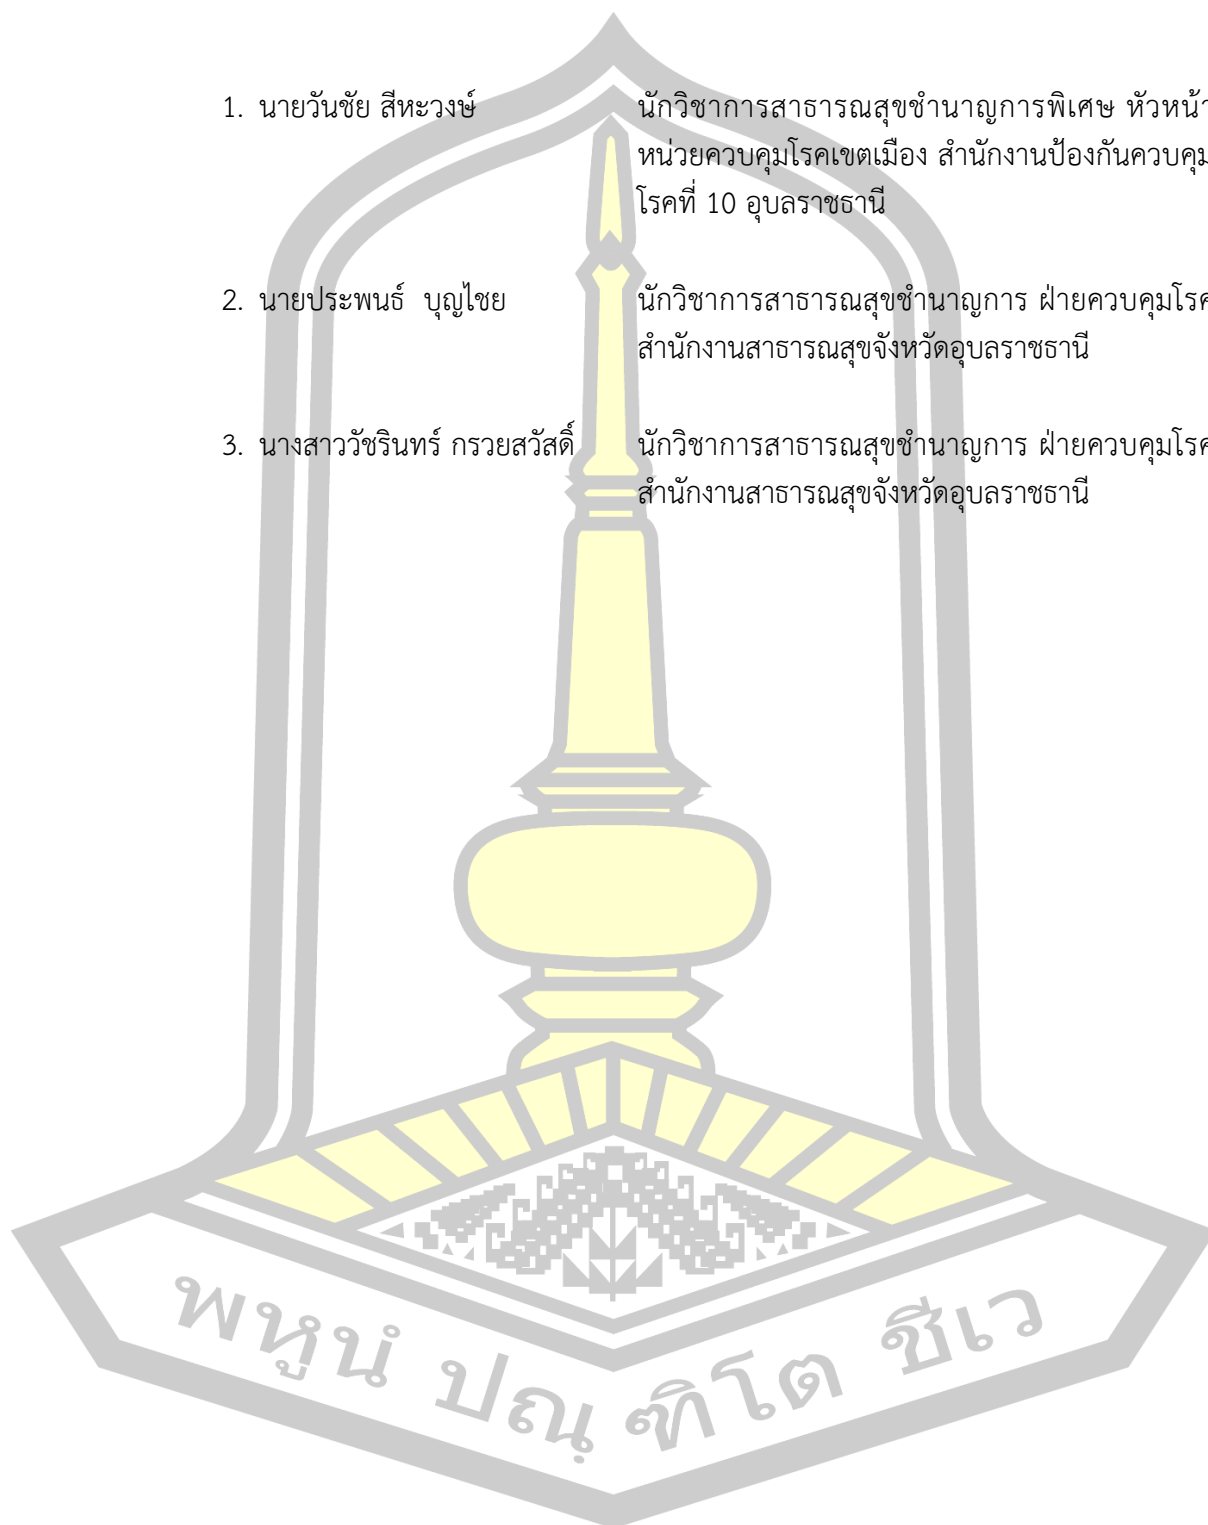 1. นายวันชัย สีหะวงษ์ นักวิชาการสาธารณสุขชำนาญการพิเศษ หัวหน้า
หน่วยควบคุมโรคเขตเมือง สำนักงานป้องกันควบคุม
โรคที่ 10 อุบลราชธานี
2. นายประพนธ์ บุญไชย นักวิชาการสาธารณสุขชำนาญการ ฝ่ายควบคุมโรค
สำนักงานสาธารณสุขจังหวัดอุบลราชธานี
3. นางสาววัชรินทร์ กรวยสวัสดิ์ นักวิชาการสาธารณสุขชำนาญการ ฝ่ายควบคุมโรค
สำนักงานสาธารณสุขจังหวัดอุบลราชธานี
พหูนํ ปณฺ ฑิโต ชีเว